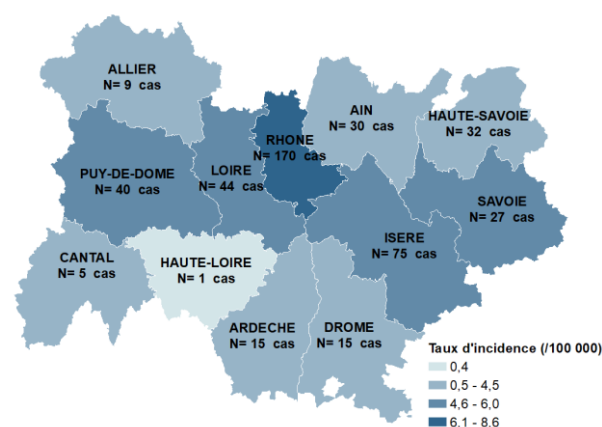 ALLIER
N= 9 cas
AIN
N= 30 cas
HAUTE-SAVOIE
N= 32 cas
RHONE
N= 170 cas
PUY-DE-DOME
N= 40 cas
LOIRE
N= 44 cas
SAVOIE
N= 27 cas
ISERE
N= 75 cas
CANTAL
N= 5 cas
HAUTE-LOIRE
N= 1 cas
ARDECHE
N= 15 cas
DROME
N= 15 cas
Taux d'incidence (/100 000)
0,4
0,5 - 4,5
4,6 - 6,0
6.1 - 8.6